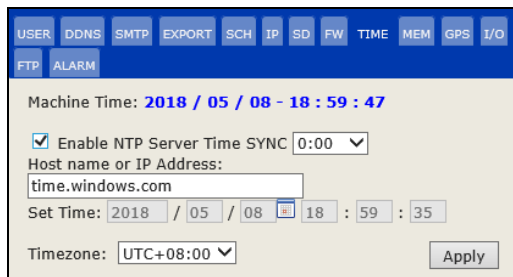 USER DDNS SMTP EXPORT SCH IP SD FW TIME MEM GPS I/O
FTP ALARM
Machine Time: 2018 / 05 / 08 - 18 : 59 : 47
Enable NTP Server Time SYNC 0:00
Host name or IP Address:
time.windows.com
Set Time: 2018 / 05 / 08 18 : 59 : 35
Timezone: UTC+08:00 Apply